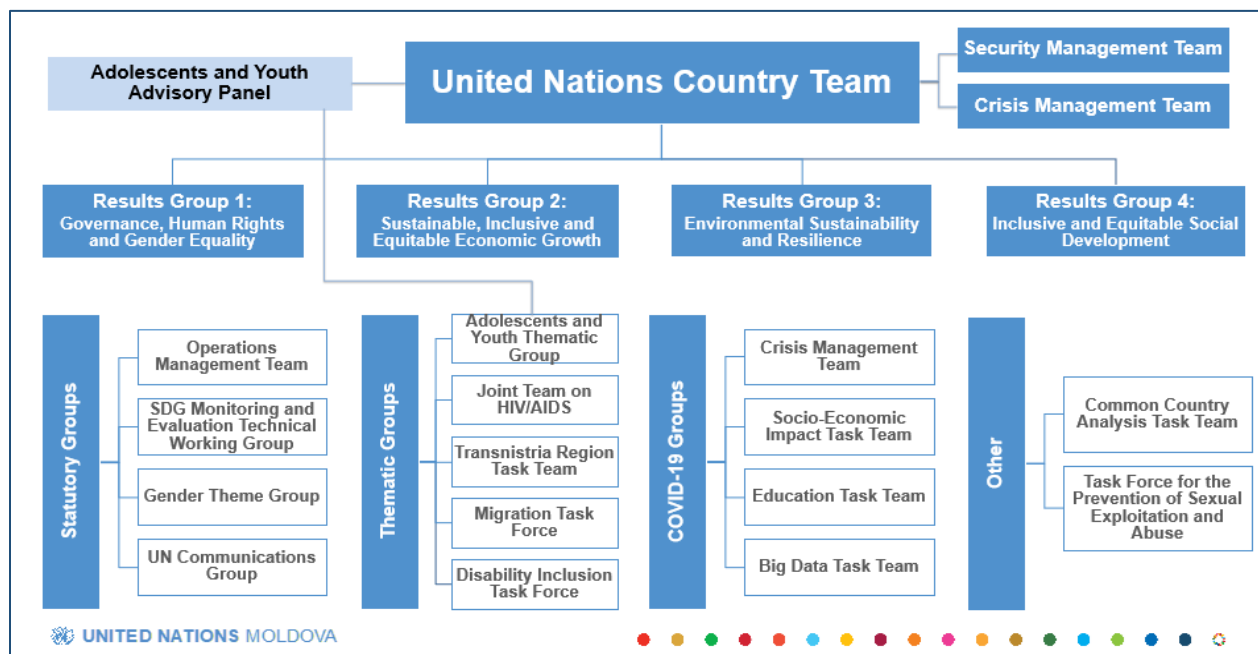 Adolescents and Youth
Advisory Panel
United Nations Country Team
Security Management Team
Crisis Management Team
Results Group 1:
Governance, Human Rights
and Gender Equality
Results Group 2:
Sustainable, Inclusive and
Equitable Economic Growth
Results Group 3:
Environmental Sustainability
and Resilience
Results Group 4:
Inclusive and Equitable Social
Development
Statutory Groups
Operations
Management Team
SDG Monitoring and
Evaluation Technical
Working Group
Gender Theme Group
UN Communications
Group
Thematic Groups
Adolescents and
Youth Thematic
Group
Joint Team on
HIV/AIDS
Transnistria Region
Task Team
Migration Task
Force
Disability Inclusion
Task Force
COVID-19 Groups
Crisis Management
Team
Socio-Economic
Impact Task Team
Education Task Team
Big Data Task Team
Other
Common Country
Analysis Task Team
Task Force for the
Prevention of Sexual
Exploitation and
Abuse
UNITED NATIONS MOLDOVA